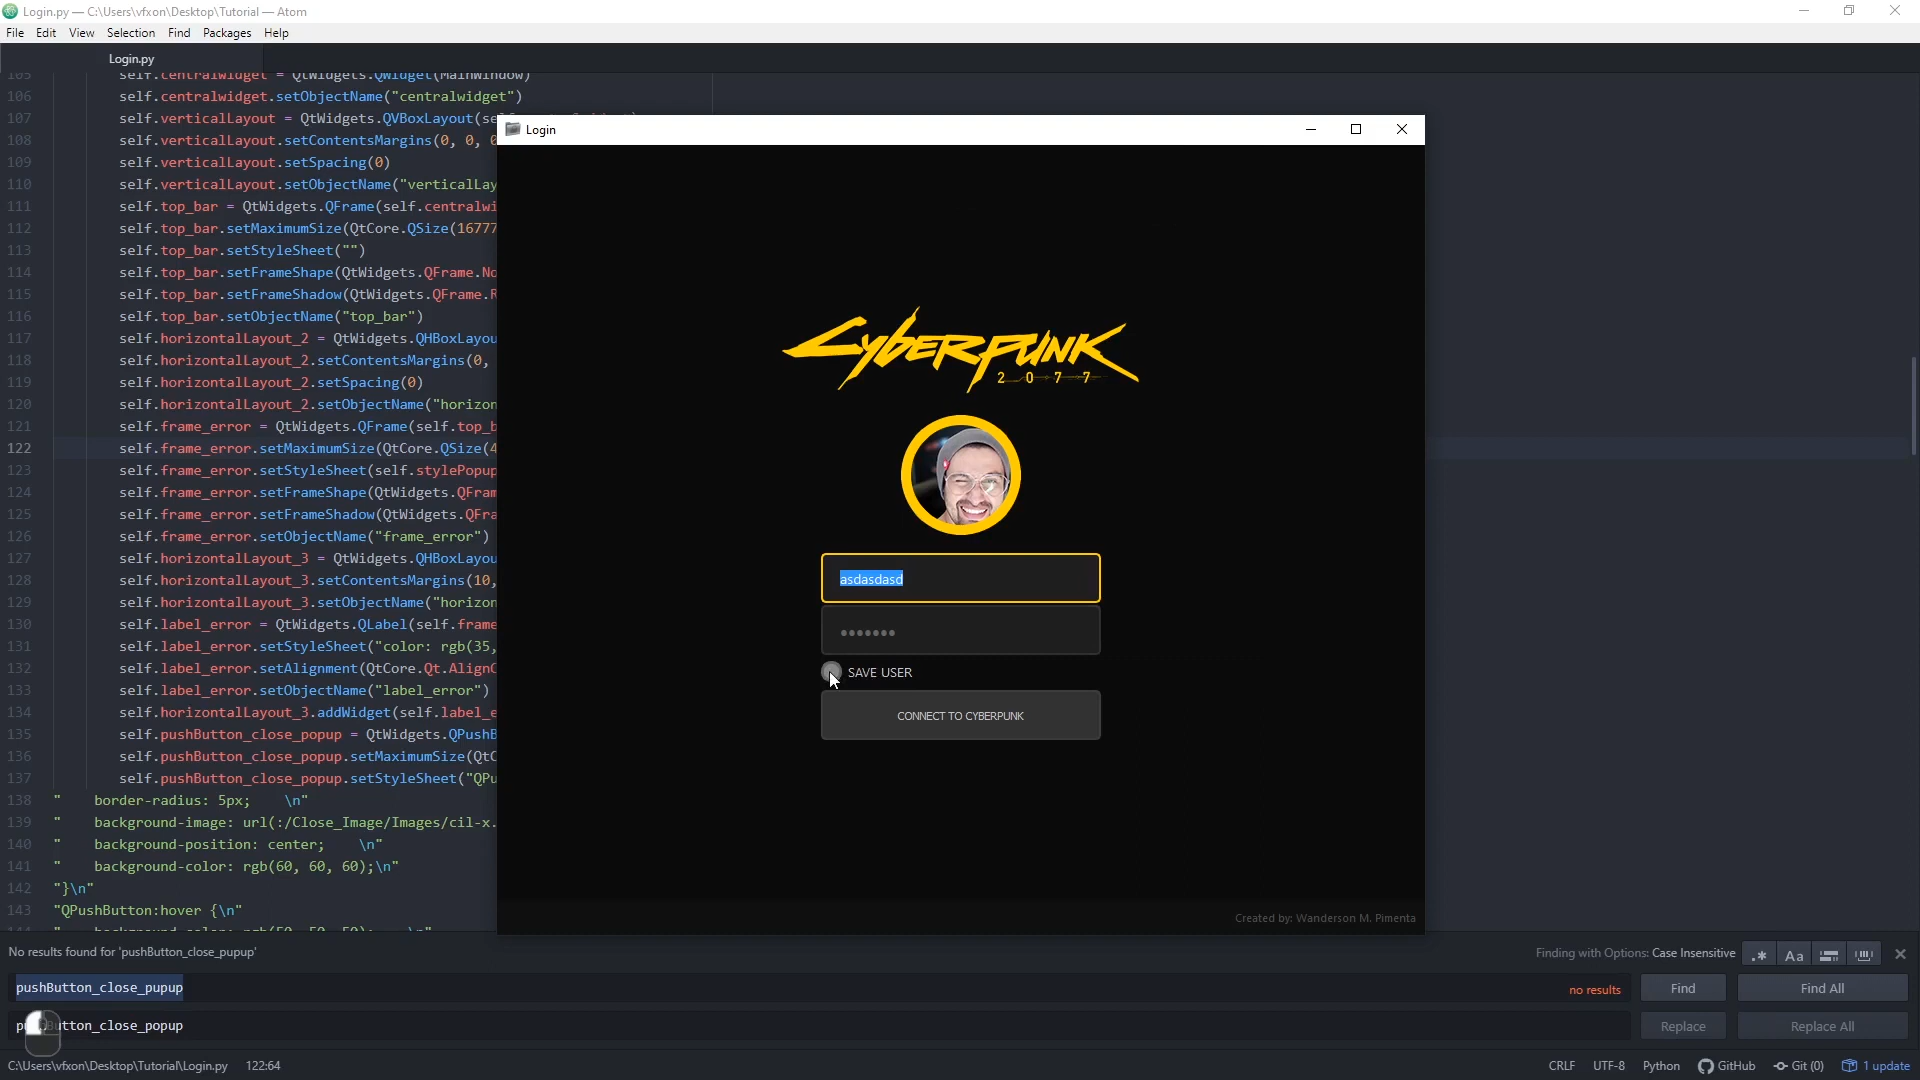 Login.py — C:\Users\vfxon\Desktop\Tutorial — Atom
File Edit View Selection Find Packages Help
Login.py
105 self.centralwidget = QtWidgets.QWidget(MainWindow)
106 self.centralwidget.setObjectName("centralwidget")
107 self.verticalLayout = QtWidgets.QVBoxLayout(
108 self.verticalLayout.setContentsMargins(0, 0, 0
109 self.verticalLayout.setSpacing(0)
110 self.verticalLayout.setObjectName("verticalLay
111 self.top_bar = QtWidgets.QFrame(self.centralwi
112 self.top_bar.setMaximumSize(QtCore.QSize(16777
113 self.top_bar.setStyleSheet("")
114 self.top_bar.setFrameShape(QtWidgets.QFrame.No
115 self.top_bar.setFrameShadow(QtWidgets.QFrame.R
116 self.top_bar.setObjectName("top_bar")
117 self.horizontalLayout_2 = QtWidgets.QHBoxLayou
118 self.horizontalLayout_2.setContentsMargins(0,
119 self.horizontalLayout_2.setSpacing(0)
120 self.horizontalLayout_2.setObjectName("horizon
121 self.frame_error = QtWidgets.QFrame(self.top_b
122 self.frame_error.setMaximumSize(QtCore.QSize(4
123 self.frame_error.setStyleSheet(self.stylePopup
124 self.frame_error.setFrameShape(QtWidgets.QFram
125 self.frame_error.setFrameShadow(QtWidgets.QFra
126 self.frame_error.setObjectName("frame_error")
127 self.horizontalLayout_3 = QtWidgets.QHBoxLayou
128 self.horizontalLayout_3.setContentsMargins(10,
129 self.horizontalLayout_3.setObjectName("horizon
130 self.label_error = QtWidgets.QLabel(self.frame
131 self.label_error.setStyleSheet("color: rgb(35,
132 self.label_error.setAlignment(QtCore.Qt.AlignC
133 self.label_error.setObjectName("label_error")
134 self.horizontalLayout_3.addWidget(self.label_e
135 self.pushButton_close_popup = QtWidgets.QPushB
136 self.pushButton_close_popup.setMaximumSize(QtC
137 self.pushButton_close_popup.setStyleSheet("QPu
138 " border-radius: 5px; \n"
139 " background-image: url(:/Close_Image/Images/cil-x.
140 " background-position: center; \n"
141 " background-color: rgb(60, 60, 60);\n"
142 "}\n"
143 "QPushButton:hover {\n"
Login
CYBERPUNK
2077
asdasdasd
•••••••
SAVE USER
CONNECT TO CYBERPUNK
Created by: Wanderson M. Pimenta
No results found for 'pushButton_close_pupup'
Finding with Options: Case Insensitive
.* Aa
pushButton_close_pupup
no results
Find Find All
pushButton_close_popup
Replace Replace All
C:\Users\vfxon\Desktop\Tutorial\Login.py 122:64
CRLF UTF-8 Python GitHub Git (0) 1 update